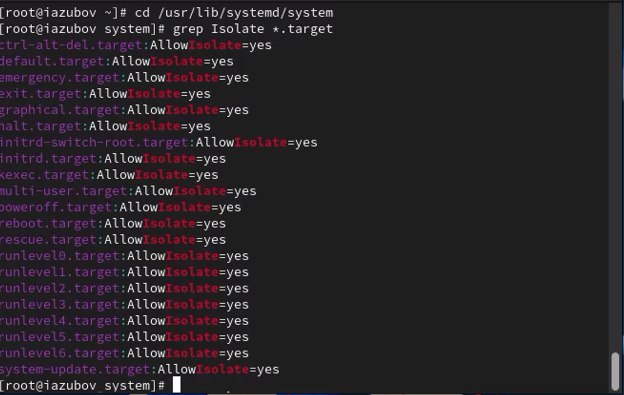 [root@iazubov ~]# cd /usr/lib/systemd/system
[root@iazubov system]# grep Isolate *.target
ctrl-alt-del.target:AllowIsolate=yes
default.target:AllowIsolate=yes
emergency.target:AllowIsolate=yes
exit.target:AllowIsolate=yes
graphical.target:AllowIsolate=yes
halt.target:AllowIsolate=yes
initrd-switch-root.target:AllowIsolate=yes
initrd.target:AllowIsolate=yes
kexec.target:AllowIsolate=yes
multi-user.target:AllowIsolate=yes
poweroff.target:AllowIsolate=yes
reboot.target:AllowIsolate=yes
rescue.target:AllowIsolate=yes
runlevel0.target:AllowIsolate=yes
runlevel1.target:AllowIsolate=yes
runlevel2.target:AllowIsolate=yes
runlevel3.target:AllowIsolate=yes
runlevel4.target:AllowIsolate=yes
runlevel5.target:AllowIsolate=yes
runlevel6.target:AllowIsolate=yes
system-update.target:AllowIsolate=yes
[root@iazubov system]#